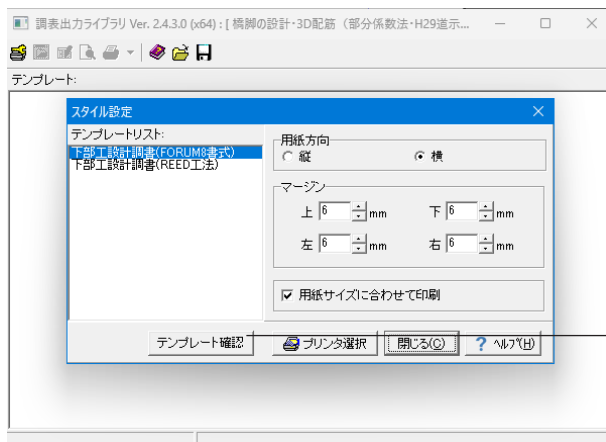 調表出力ライブラリ Ver. 2.4.3.0 (x64) : [ 橋脚の設計・3D配筋（部分係数法・H29道示...
テンプレート:
スタイル設定
テンプレートリスト:
下部工設計調書(FORUM8書式)
下部工設計調書(REED工法)
用紙方向
縦 横
マージン
上 6 mm 下 6 mm
左 6 mm 右 6 mm
用紙サイズに合わせて印刷
テンプレート確認 プリンタ選択 閉じる(C) ? ヘルプ(H)